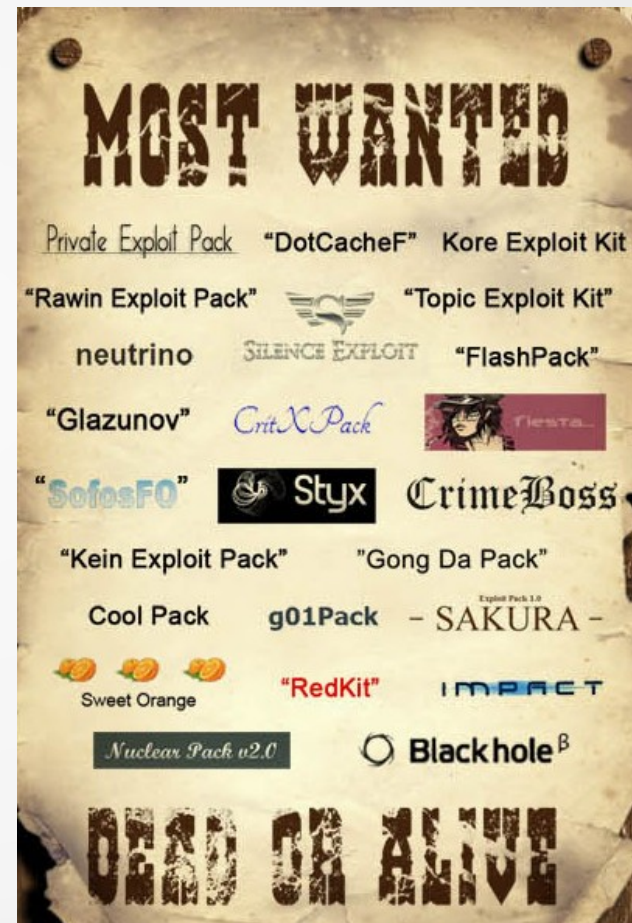 MOST WANTED
Private Exploit Pack "DotCacheF" Kore Exploit Kit
"Rawin Exploit Pack" "Topic Exploit Kit"
neutrino SILENCE EXPLOIT "FlashPack"
"Glazunov" CritXPack Fiesta...
"SofosFO" Styx CrimeBoss
"Kein Exploit Pack" "Gong Da Pack"
Cool Pack g01Pack Exploit Pack 1.0
- SAKURA -
Sweet Orange "RedKit" IMPACT
Nuclear Pack v2.0 Blackhole β
DEAD OR ALIVE